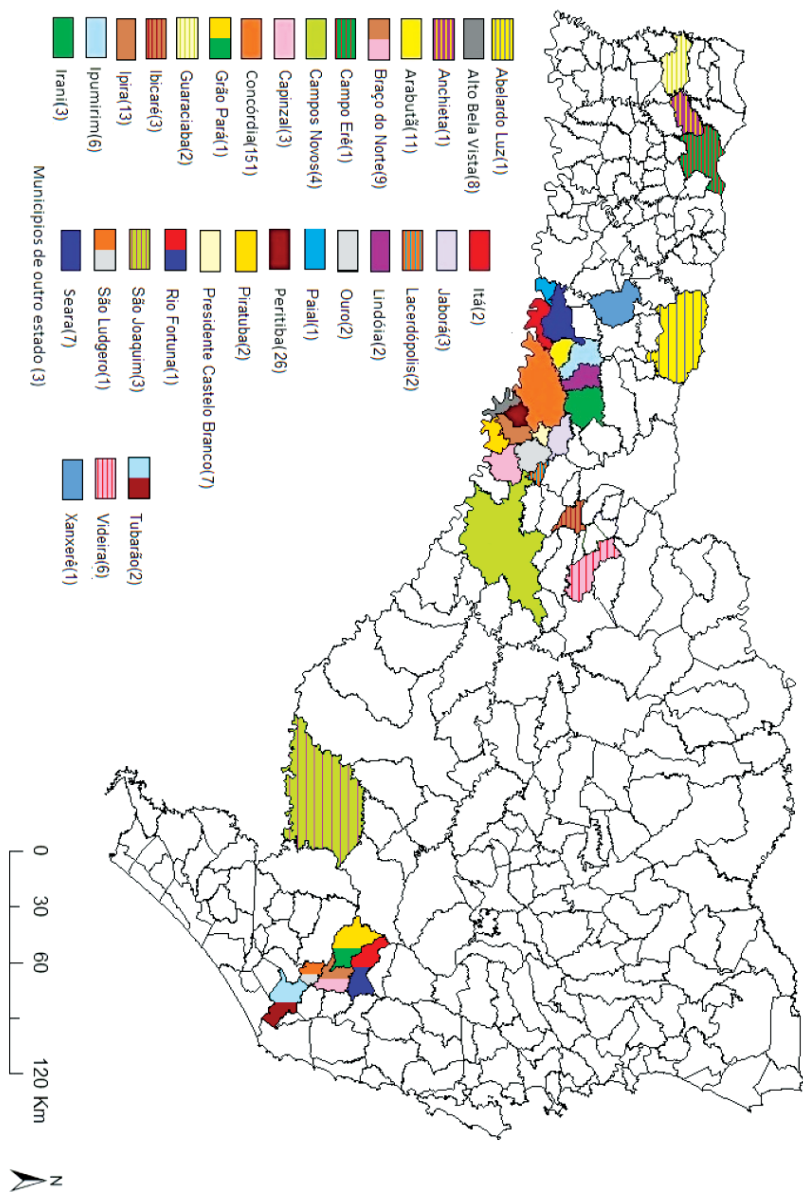 Abelardo Luz(1)
Alto Bela Vista(8)
Anchieta(1)
Arabutã(11)
Braço do Norte(9)
Campo Erê(1)
Campos Novos(4)
Capinzal(3)
Concórdia(151)
Grão Pará(1)
Guaraciaba(2)
Ibicaré(3)
Ipira(13)
Ipumirim(6)
Irani(3)
Itá(2)
Jaborá(3)
Lacerdópolis(2)
Lindóia(2)
Ouro(2)
Paial(1)
Peritiba(26)
Piratuba(2)
Presidente Castelo Branco(7)
Rio Fortuna(1)
São Joaquim(3)
São Ludgero(1)
Seara(7)
Municípios de outro estado (3)
Tubarão(2)
Videira(6)
Xanxerê(1)
0 30 60 120 Km
N